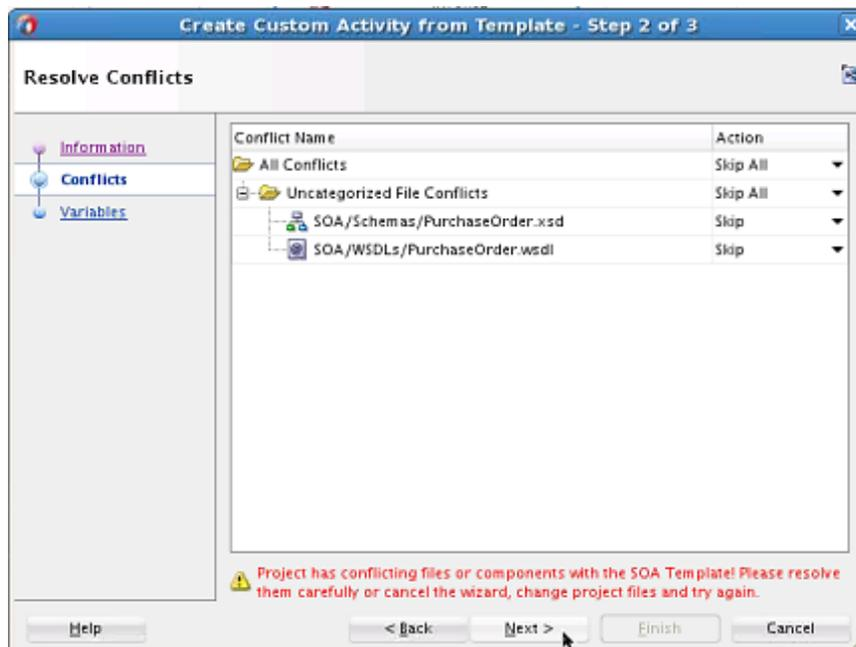 Create Custom Activity from Template - Step 2 of 3
Resolve Conflicts
Information
Conflicts
Variables
Conflict Name Action
All Conflicts Skip All
Uncategorized File Conflicts Skip All
SOA/Schemas/PurchaseOrder.xsd Skip
SOA/WSDLs/PurchaseOrder.wsdl Skip
Project has conflicting files or components with the SOA Template! Please resolve
them carefully or cancel the wizard, change project files and try again.
Help < Back Next > Finish Cancel